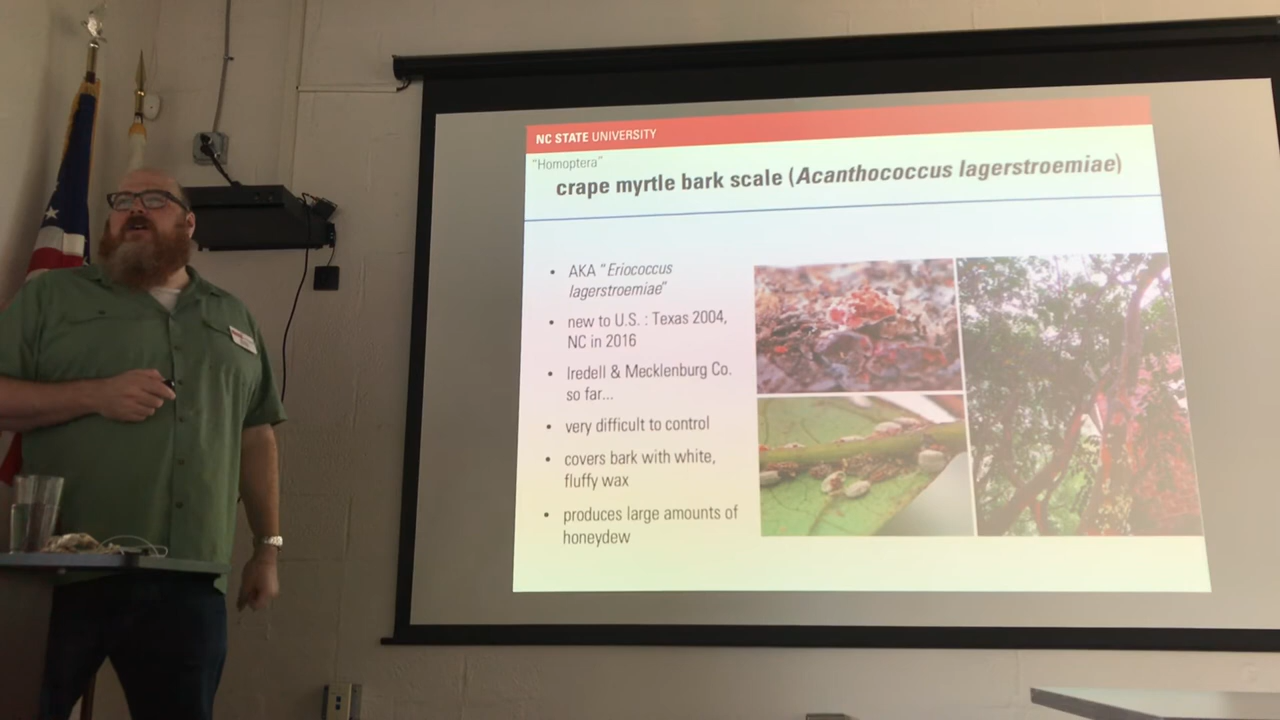 NC STATE UNIVERSITY
"Homoptera"
crape myrtle bark scale (Acanthococcus lagerstroemiae)
• AKA "Eriococcus
lagerstroemiae"
• new to U.S. : Texas 2004,
NC in 2016
• Iredell & Mecklenburg Co.
so far...
• very difficult to control
• covers bark with white,
fluffy wax
• produces large amounts of
honeydew